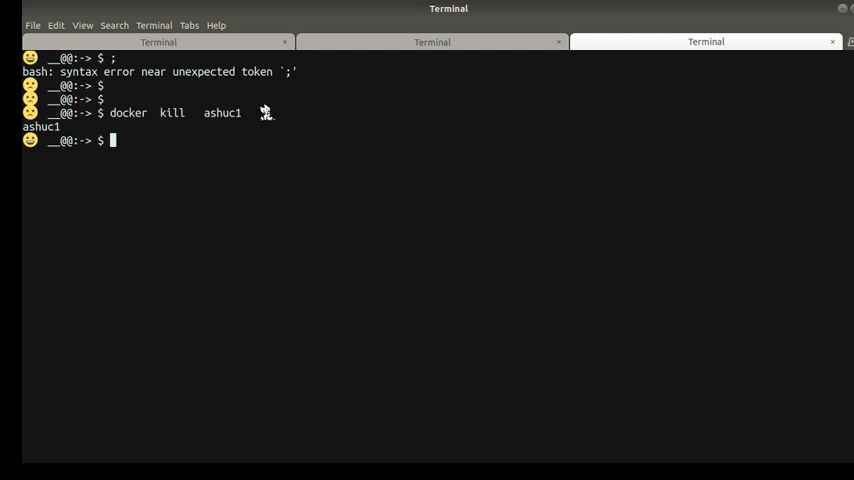 Terminal
File Edit View Search Terminal Tabs Help
Terminal × Terminal × Terminal ×
__@@:-> $ ;
bash: syntax error near unexpected token `;'
__@@:-> $
__@@:-> $
__@@:-> $ docker kill ashuc1
ashuc1
__@@:-> $